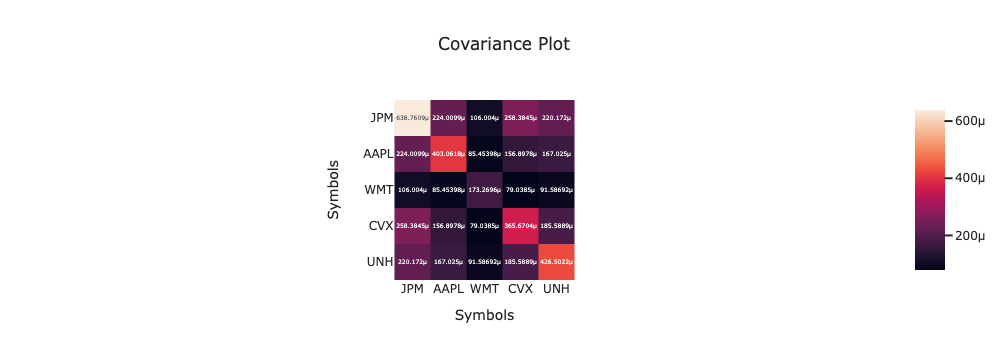 Covariance Plot
JPM 638.7609μ 224.0099μ 106.004μ 258.3845μ 220.172μ
AAPL 224.0099μ 403.0618μ 85.45398μ 156.8978μ 167.025μ
WMT 106.004μ 85.45398μ 173.2696μ 79.0385μ 91.58692μ
CVX 258.3845μ 156.8978μ 79.0385μ 365.6704μ 185.5889μ
UNH 220.172μ 167.025μ 91.58692μ 185.5889μ 426.5022μ
JPM AAPL WMT CVX UNH
Symbols
Symbols
600μ
400μ
200μ